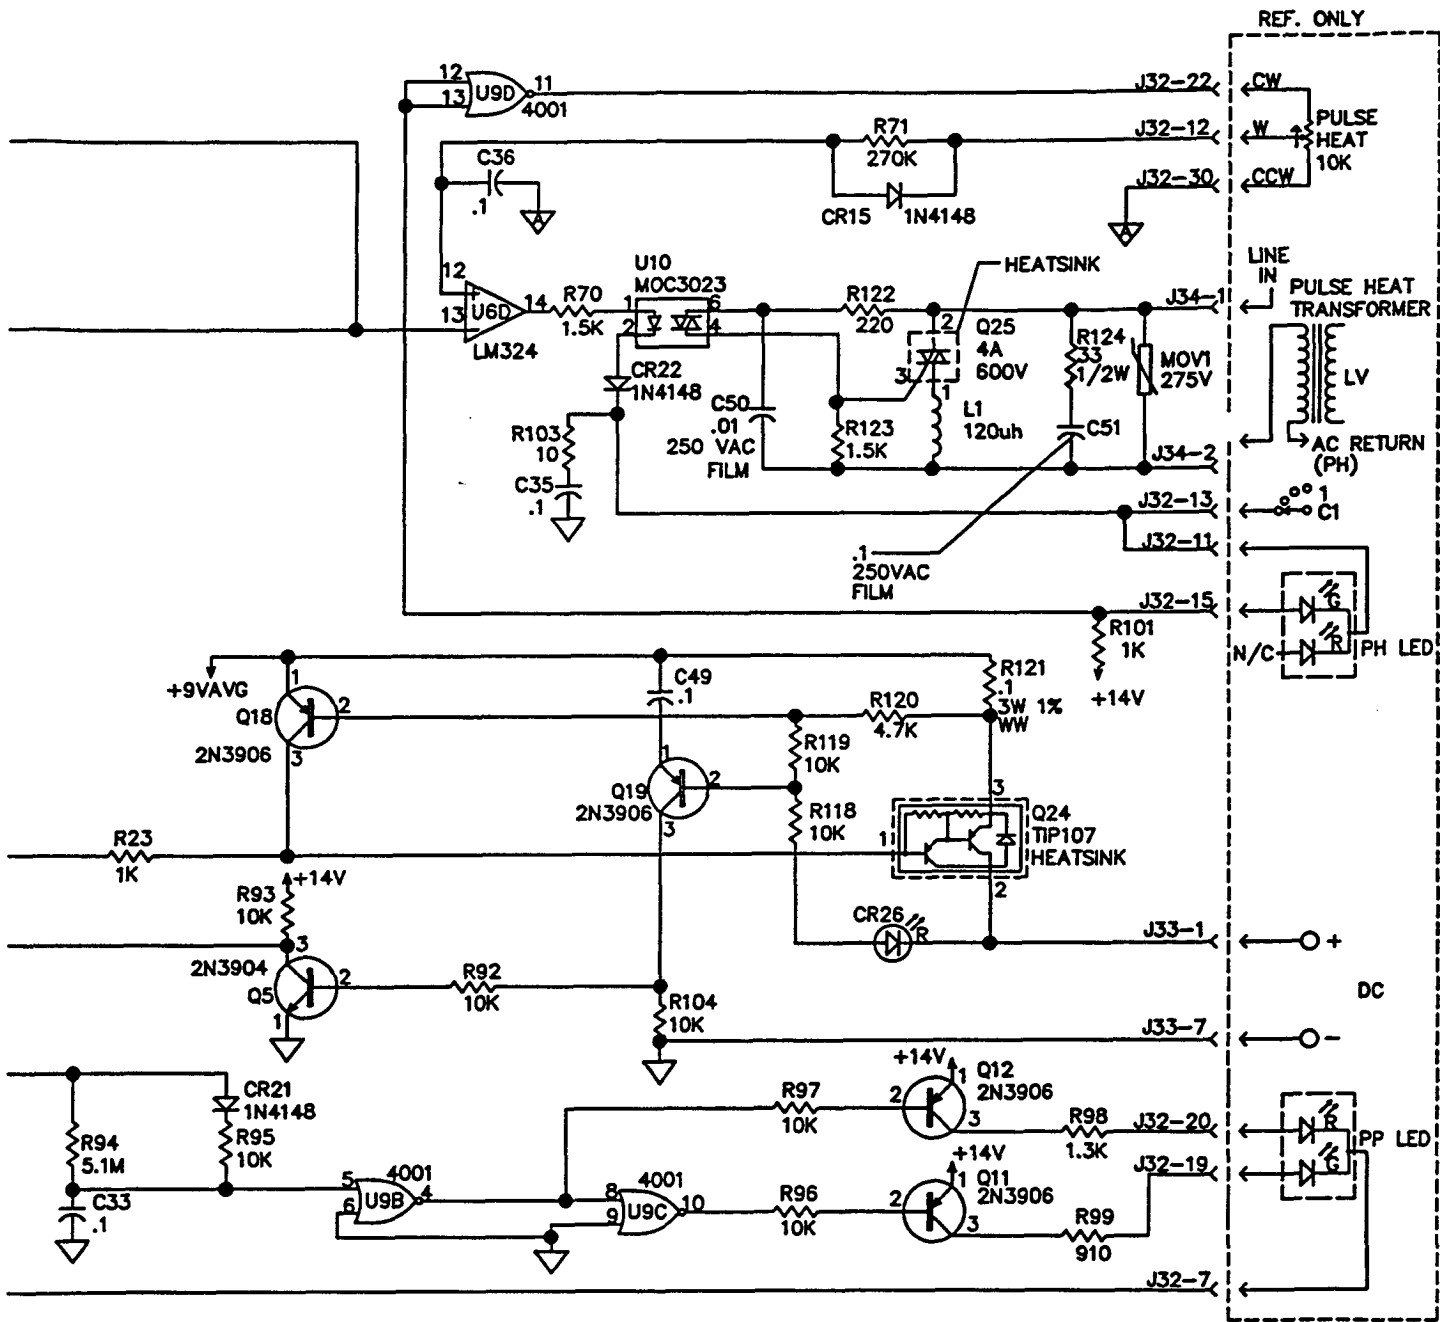 REF. ONLY
12
13
U9D
11
4001
J32-22
CW
J32-12
W
PULSE
HEAT
10K
J32-30
CCW
R71
270K
CR15
1N4148
C36
.1
A
A
12
13
U6D
14
LM324
R70
1.5K
U10
MOC3023
1
2
6
4
CR22
1N4148
R103
10
C35
.1
C50
.01
250 VAC
FILM
R122
220
R123
1.5K
HEATSINK
2
3
1
Q25
4A
600V
L1
120uh
R124
33
1/2W
C51
MOV1
275V
J34-1
LINE
IN
PULSE HEAT
TRANSFORMER
LV
AC RETURN
(PH)
J34-2
J32-13
1
C1
J32-11
.1
250VAC
FILM
J32-15
G
R
N/C
PH LED
R101
1K
+14V
+9VAVG
1
2
3
Q18
2N3906
C49
.1
R121
.1
3W 1%
WW
R120
4.7K
R119
10K
1
2
3
Q19
2N3906
R118
10K
3
1
2
Q24
TIP107
HEATSINK
R23
1K
+14V
R93
10K
CR26
R
J33-1
+
2N3904
Q5
3
2
1
R92
10K
R104
10K
DC
J33-7
-
CR21
1N4148
R94
5.1M
R95
10K
C33
.1
5
6
U9B
4001
4
8
9
U9C
4001
10
R97
10K
+14V
1
2
3
Q12
2N3906
R98
1.3K
J32-20
R
G
PP LED
J32-19
+14V
1
2
3
Q11
2N3906
R96
10K
R99
910
J32-7